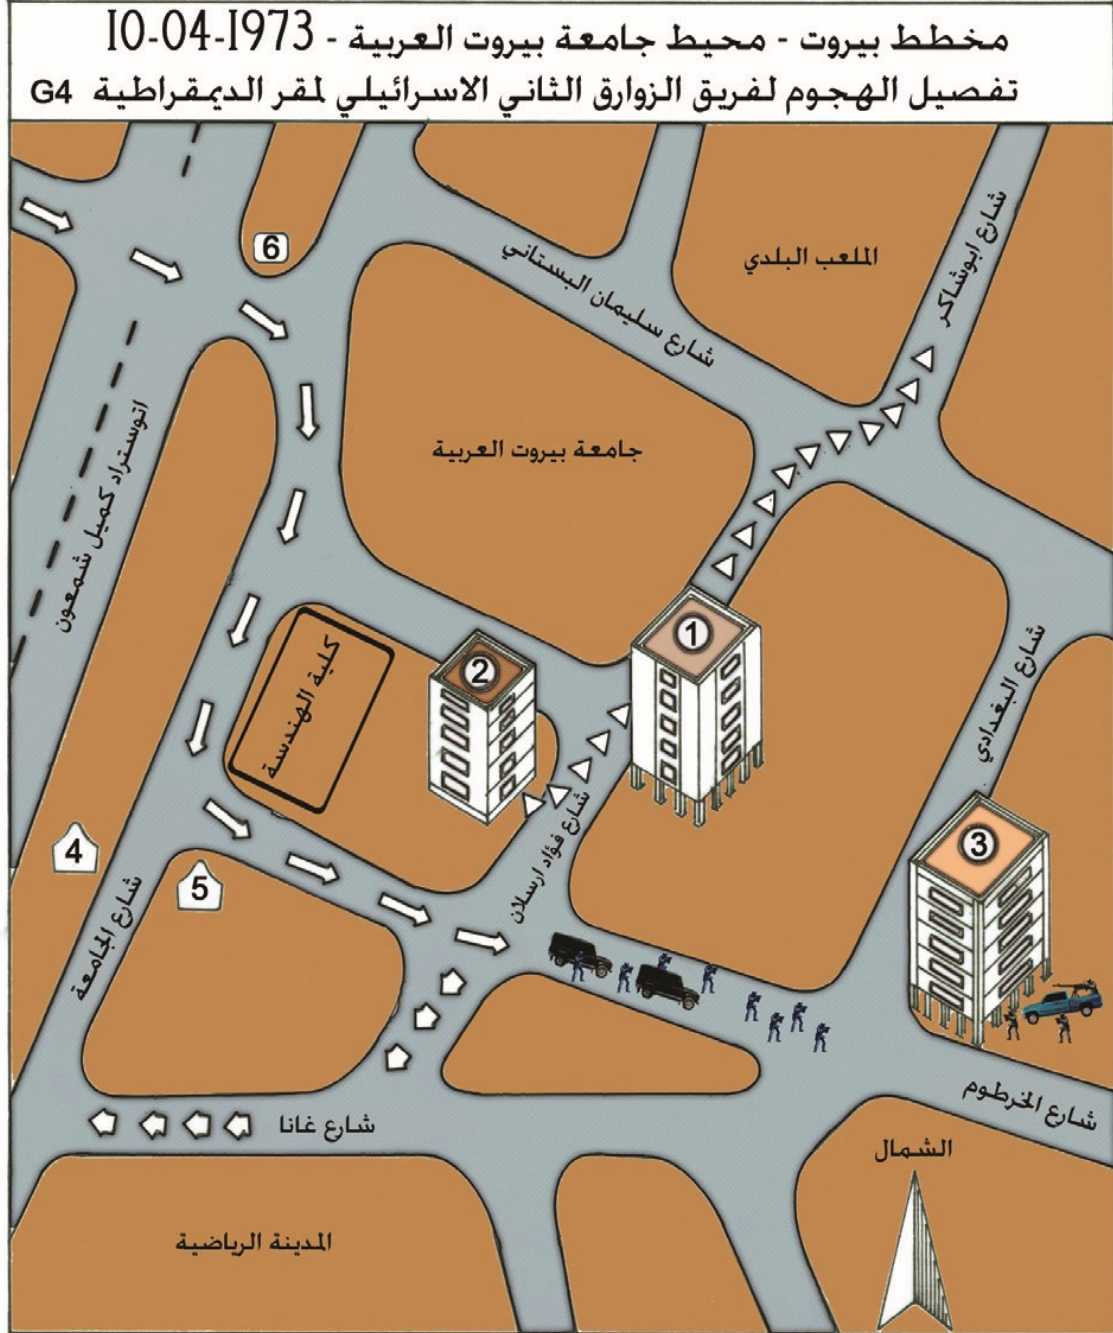 مخطط بيروت - محيط جامعة بيروت العربية - 1973-04-10
تفصيل الهجوم لفريق الزوارق الثاني الاسرائيلي لمقر الديمقراطية G4
6
شارع سليمان البستاني
الملعب البلدي
شارع ابوشاكر
اتوستراد كميل شمعون
جامعة بيروت العربية
كلية الهندسة
2
1
شارع البغدادي
شارع فؤاد ارسلان
3
4
5
شارع الجامعة
شارع غانا
شارع الخرطوم
الشمال
المدينة الرياضية